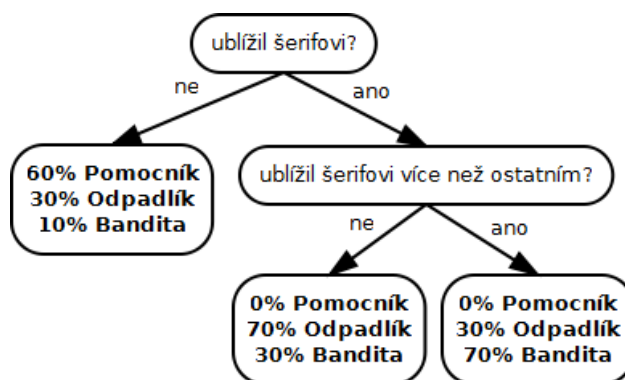 ublížil šerifovi?
ne
ano
60% Pomocník
30% Odpadlík
10% Bandita
ublížil šerifovi více než ostatním?
ne
ano
0% Pomocník
70% Odpadlík
30% Bandita
0% Pomocník
30% Odpadlík
70% Bandita